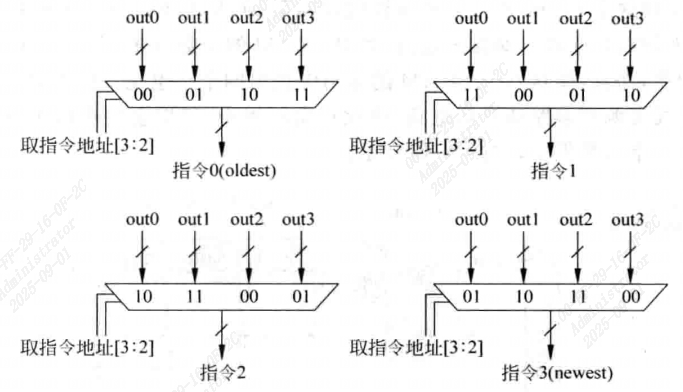 out0 out1 out2 out3
00 01 10 11
取指令地址[3:2]
指令0(oldest)
out0 out1 out2 out3
11 00 01 10
取指令地址[3:2]
指令1
out0 out1 out2 out3
10 11 00 01
取指令地址[3:2]
指令2
out0 out1 out2 out3
01 10 11 00
取指令地址[3:2]
指令3(newest)